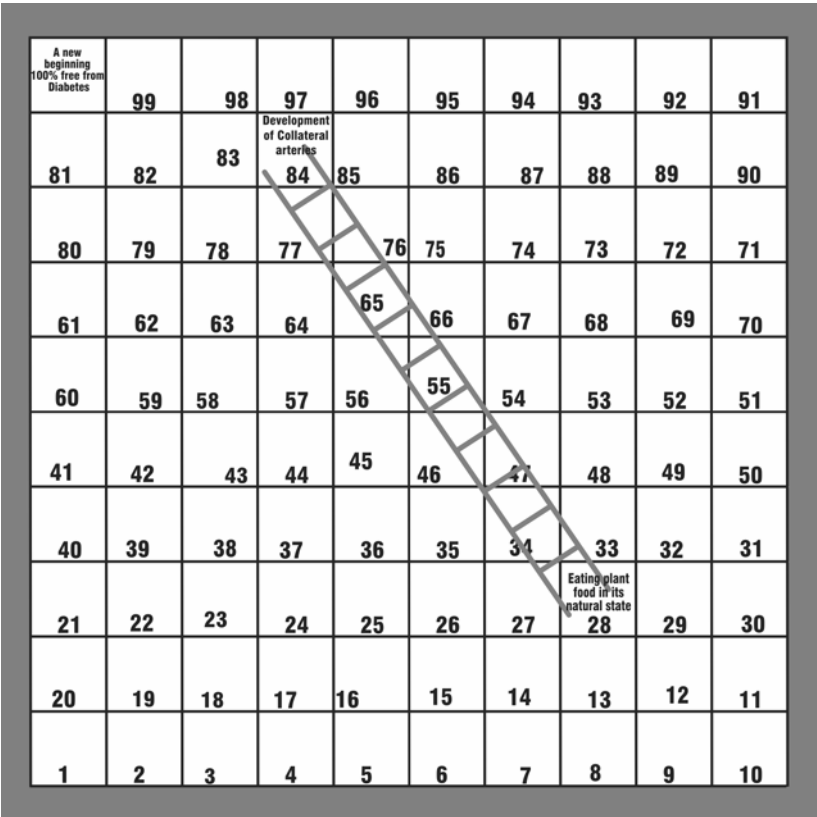 A new
beginning
100% free from
Diabetes
99 98 97 96 95 94 93 92 91
Development
of Collateral
arteries
81 82 83 84 85 86 87 88 89 90
80 79 78 77 76 75 74 73 72 71
61 62 63 64 65 66 67 68 69 70
60 59 58 57 56 55 54 53 52 51
41 42 43 44 45 46 47 48 49 50
40 39 38 37 36 35 34 33 32 31
Eating plant
food in its
natural state
21 22 23 24 25 26 27 28 29 30
20 19 18 17 16 15 14 13 12 11
1 2 3 4 5 6 7 8 9 10